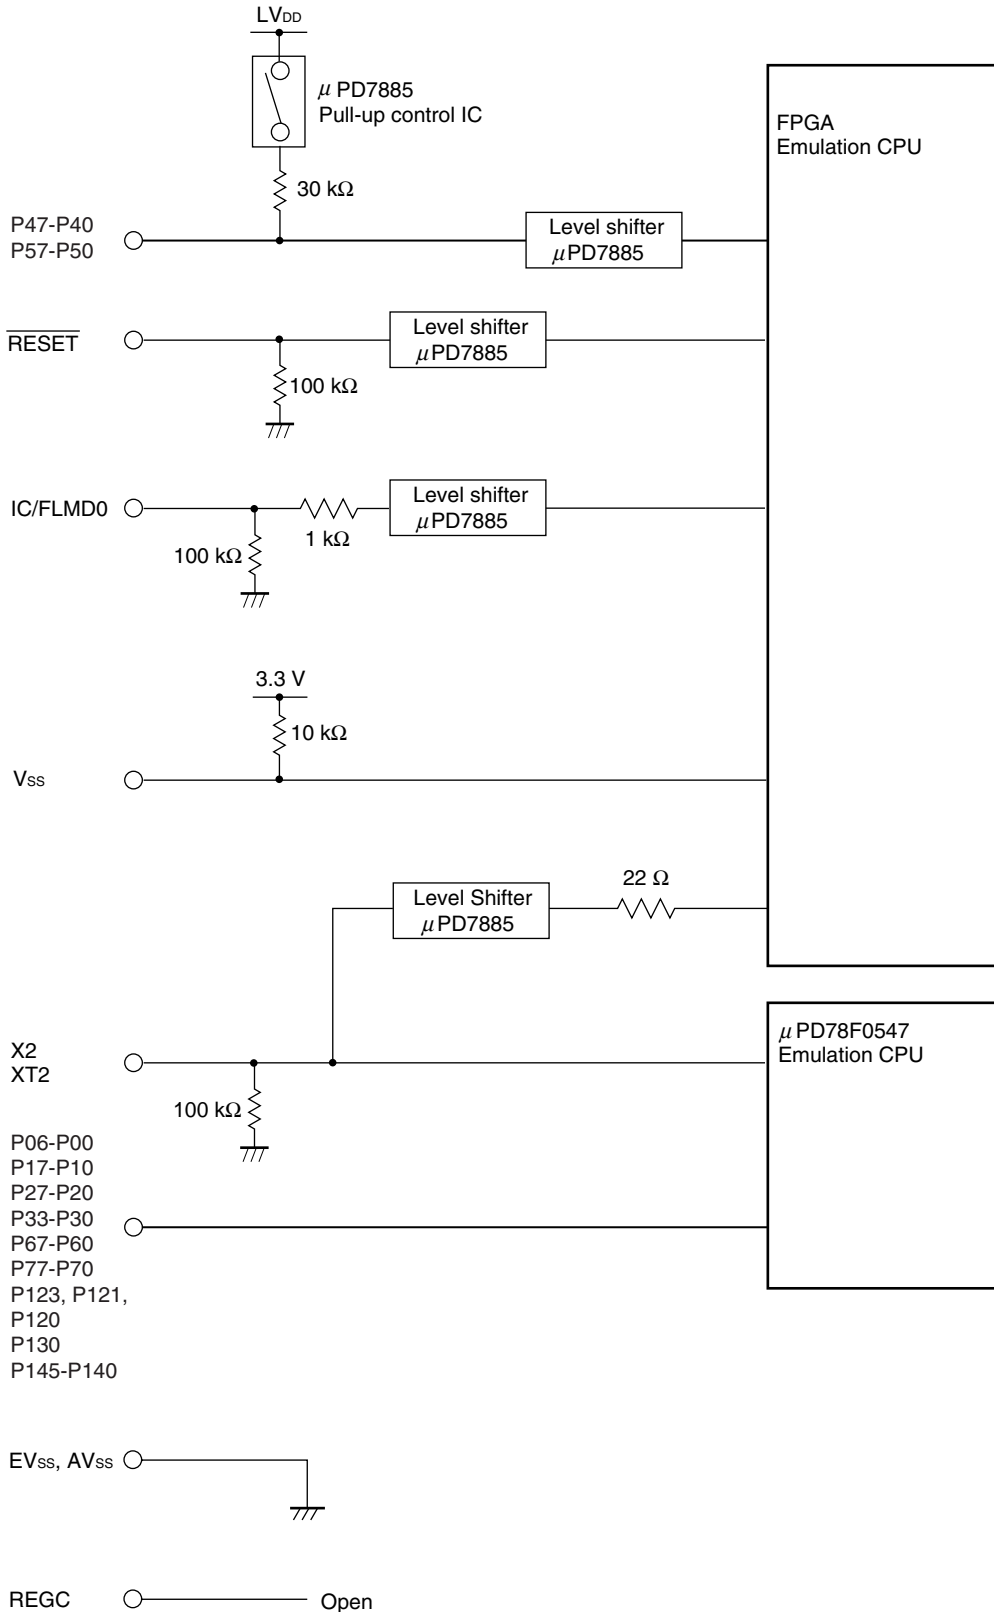 LVDD
μ PD7885
Pull-up control IC
FPGA
Emulation CPU
30 kΩ
P47-P40
P57-P50
Level shifter
μPD7885
RESET
Level shifter
μPD7885
100 kΩ
IC/FLMD0
Level shifter
μPD7885
1 kΩ
100 kΩ
3.3 V
10 kΩ
VSS
22 Ω
Level Shifter
μPD7885
μ PD78F0547
Emulation CPU
X2
XT2
100 kΩ
P06-P00
P17-P10
P27-P20
P33-P30
P67-P60
P77-P70
P123, P121,
P120
P130
P145-P140
EVSS, AVSS
REGC
Open